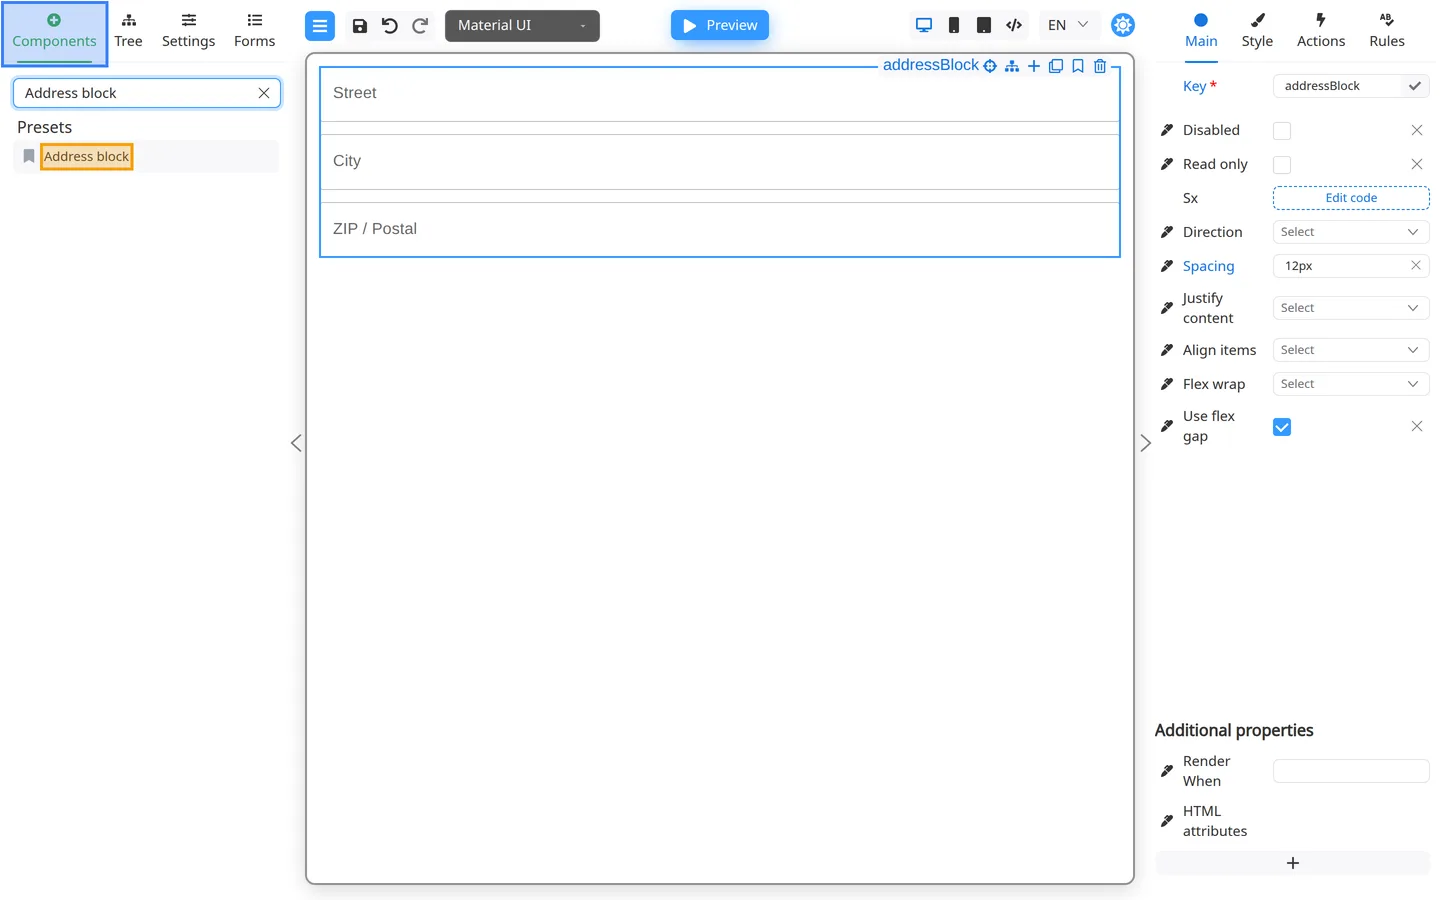 Components
Tree
Settings
Forms
Material UI
Preview
EN
Main
Style
Actions
AB
Rules
Address block
Presets
Address block
addressBlock
Street
City
ZIP / Postal
Key *
addressBlock
Disabled
Read only
Sx
Edit code
Direction
Select
Spacing
12px
Justify
content
Select
Align items
Select
Flex wrap
Select
Use flex
gap
Additional properties
Render
When
HTML
attributes